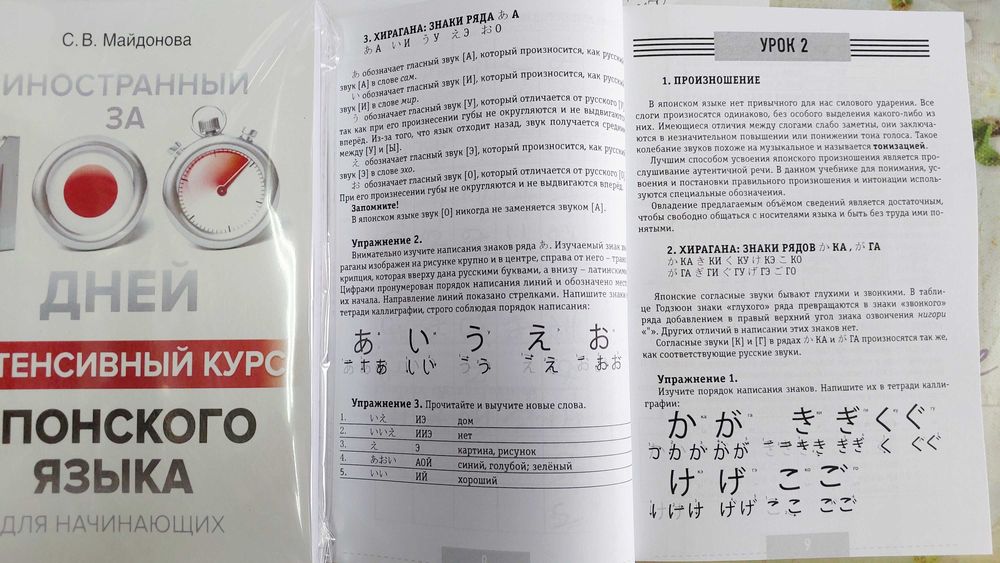 С. В. Майдонова
ИНОСТРАННЫЙ
ЗА
ДНЕЙ
ТЕНСИВНЫЙ КУРС
ПОНСКОГО
ЯЗЫКА
ДЛЯ НАЧИНАЮЩИХ
3. ХИРАГАНА: ЗНАКИ РЯДА あ А
あ А い И う У え Э お О
あ обозначает гласный звук [А], который произносится, как русский
звук [А] в слове сам.
い обозначает гласный звук [И], который произносится, как русский
звук [И] в слове мир.
う обозначает гласный звук [У], который отличается от русского [У]
так как при его произнесении губы не округляются и не выдвигаются
вперёд. Из-за того, что язык отходит назад, звук получается средни
между [У] и [Ы].
え обозначает гласный звук [Э], который произносится, как русский
звук [Э] в слове эхо.
お обозначает гласный звук [О], который отличается от русского [О]
При его произнесении губы не округляются и не выдвигаются вперёд.
Запомните!
В японском языке звук [О] никогда не заменяется звуком [А].
Упражнение 2.
Внимательно изучите написания знаков ряда あ. Изучаемый знак
раганы изображен на рисунке крупно и в центре, справа от него – тран
крипция, которая вверху дана русскими буквами, а внизу – латинским
Цифрами пронумерован порядок написания линий и обозначено мест
их начала. Направление линий показано стрелками. Напишите знаки
тетради каллиграфии, строго соблюдая порядок написания:
あ い う え お
Упражнение 3. Прочитайте и выучите новые слова.
1. いえ ИЭ дом
2. いいえ ИИЭ нет
3. え Э картина, рисунок
4. あおい АОЙ синий, голубой; зелёный
5. いい ИЙ хороший
8
УРОК 2
1. ПРОИЗНОШЕНИЕ
В японском языке нет привычного для нас силового ударения. Все
слоги произносятся одинаково, без особого выделения какого-либо из
них. Имеющиеся отличия между слогами слабо заметны, они заключа-
ются в незначительном повышении или понижении тона голоса. Такое
колебание звуков похоже на музыкальное и называется тонизацией.
Лучшим способом усвоения японского произношения является про-
слушивание аутентичной речи. В данном учебнике для понимания, ус-
воения и постановки правильного произношения и интонации исполь-
зуются специальные обозначения.
Овладение предлагаемым объёмом сведений является достаточным,
чтобы свободно общаться с носителями языка и быть без труда ими по-
нятыми.
2. ХИРАГАНА: ЗНАКИ РЯДОВ か КА, が ГА
か КА き КИ く КУ け КЭ こ КО
が ГА ぎ ГИ ぐ ГУ げ ГЭ ご ГО
Японские согласные звуки бывают глухими и звонкими. В табли-
це Годзюон знаки «глухого» ряда превращаются в знаки «звонкого»
ряда добавлением в правый верхний угол знака озвончения нигори
«"». Других отличий в написании этих знаков нет.
Согласные звуки [К] и [Г] в рядах か КА и が ГА произносятся так же,
как соответствующие русские звуки.
Упражнение 1.
Изучите порядок написания знаков. Напишите их в тетради калли-
графии:
か が き ぎ く ぐ
け げ こ ご
9